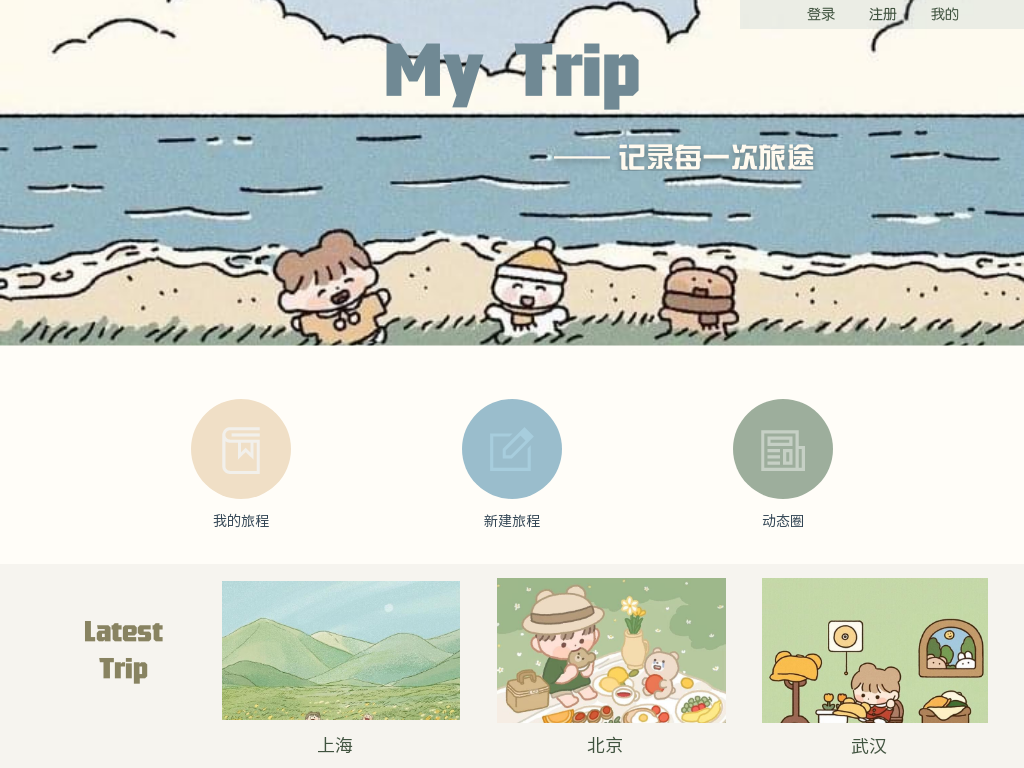 登录 注册 我的
My Trip
—— 记录每一次旅途
我的旅程 新建旅程 动态圈
Latest
Trip
上海 北京 武汉